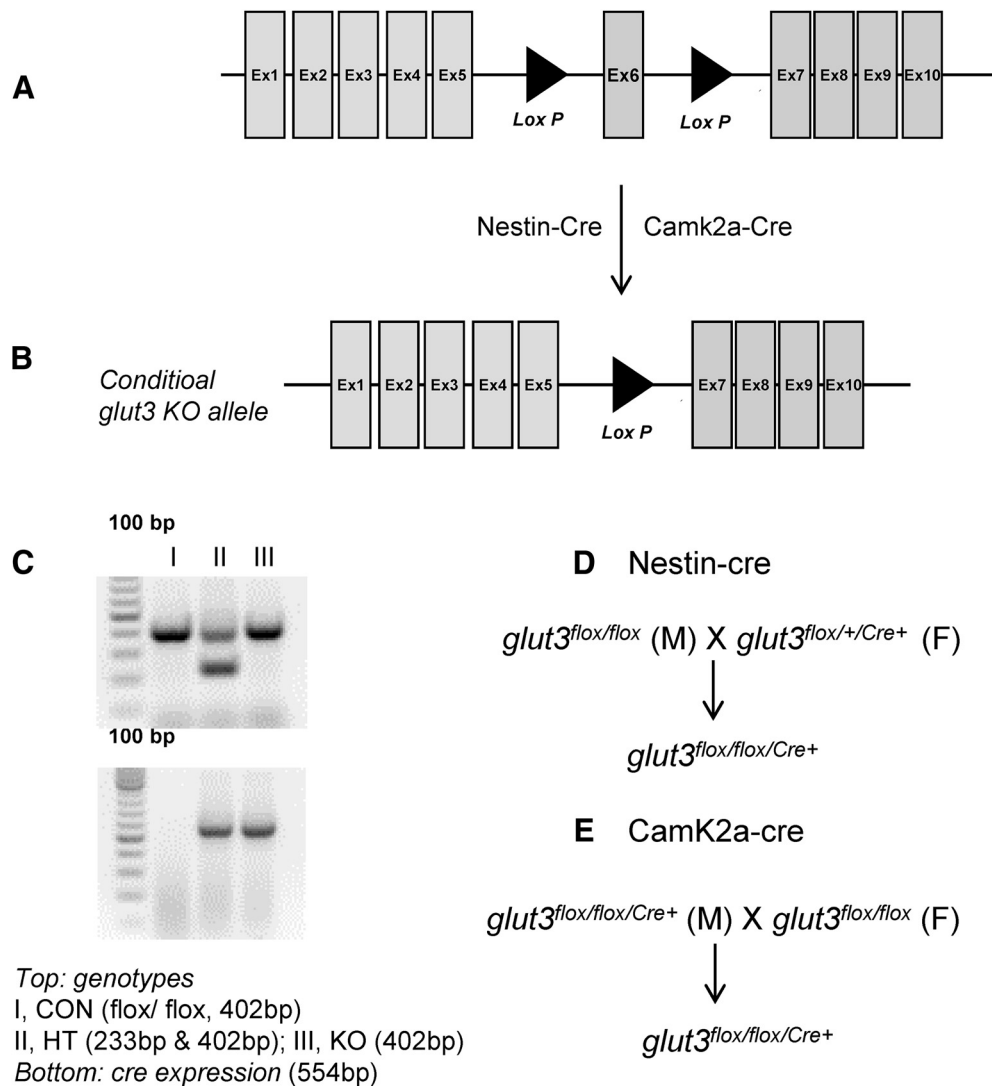 A
Ex1 Ex2 Ex3 Ex4 Ex5 Ex6 Ex7 Ex8 Ex9 Ex10
Lox P Lox P
Nestin-Cre Camk2a-Cre
B
Conditioal
glut3 KO allele
Ex1 Ex2 Ex3 Ex4 Ex5 Ex7 Ex8 Ex9 Ex10
Lox P
C
100 bp
I II III
100 bp
Top: genotypes
I, CON (flox/ flox, 402bp)
II, HT (233bp & 402bp); III, KO (402bp)
Bottom: cre expression (554bp)
D Nestin-cre
glut3flox/flox (M) X glut3flox/+/Cre+ (F)
glut3flox/flox/Cre+
E CamK2a-cre
glut3flox/flox/Cre+ (M) X glut3flox/flox (F)
glut3flox/flox/Cre+